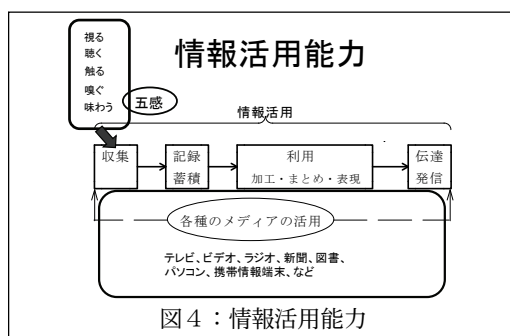 視る
聴く
触る
嗅ぐ
味わう
五感
情報活用能力
情報活用
収集
記録
蓄積
利用
加工・まとめ・表現
伝達
発信
各種のメディアの活用
テレビ、ビデオ、ラジオ、新聞、図書、
パソコン、携帯情報端末、など
図４：情報活用能力